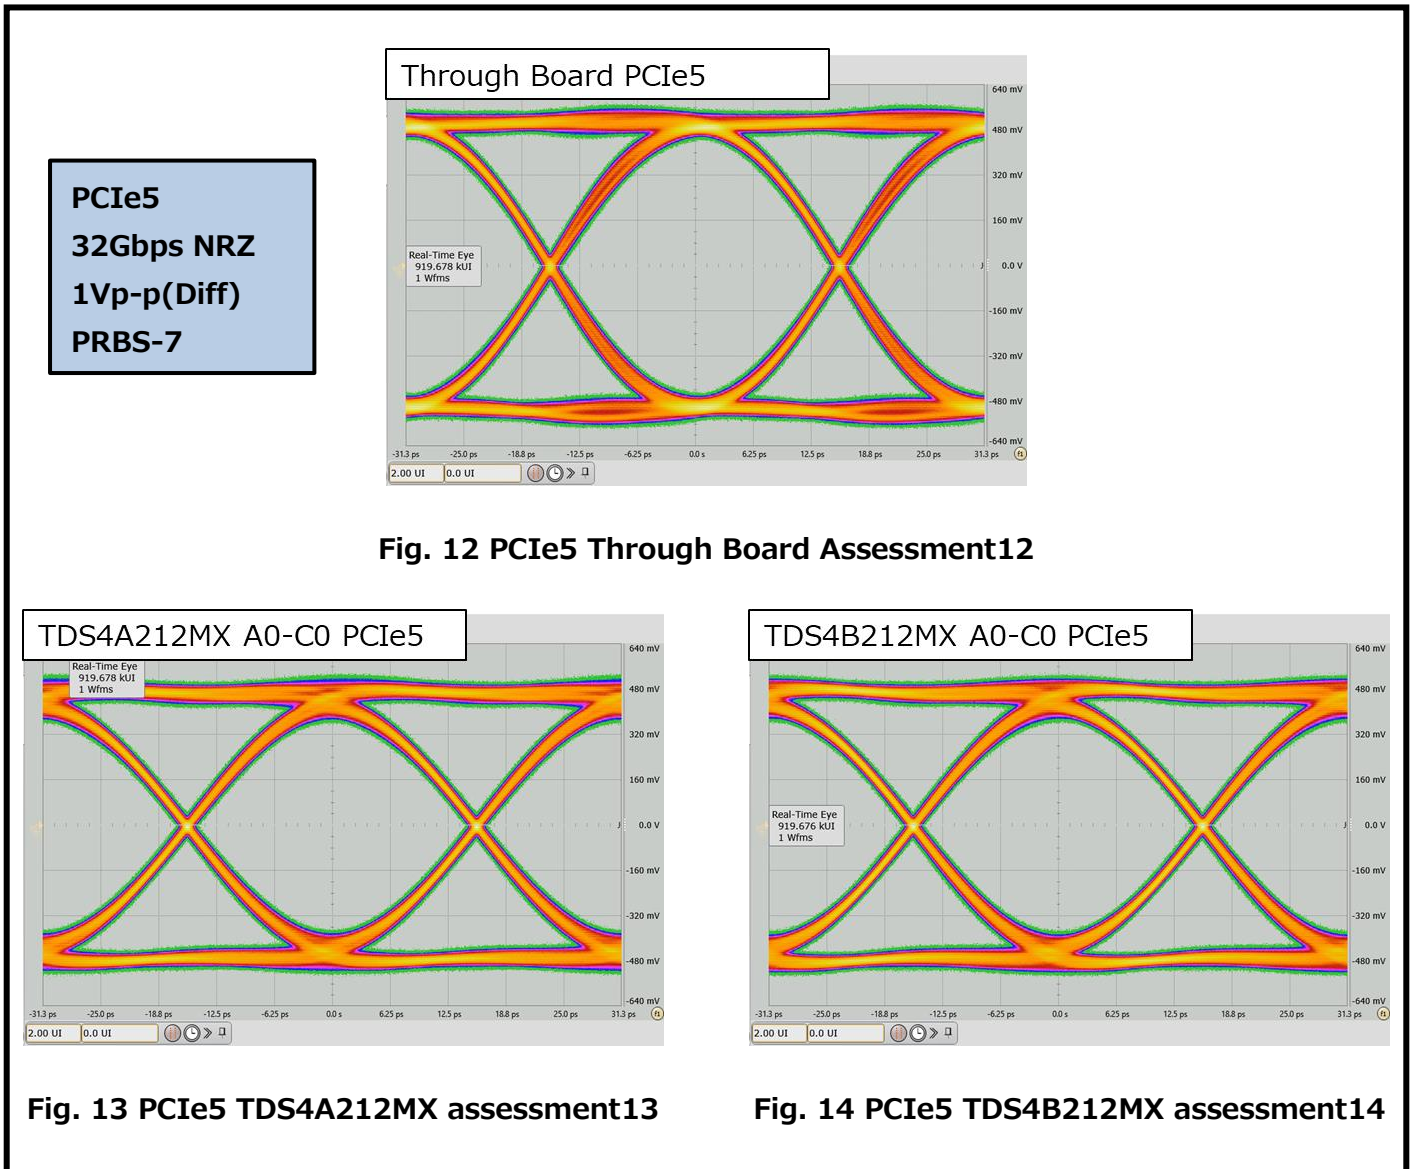 Through Board PCIe5
640 mV
480 mV
320 mV
160 mV
0.0 V
-160 mV
-320 mV
-480 mV
-640 mV
Real-Time Eye
919.678 kUI
1 Wfms
-31.3 ps -25.0 ps -18.8 ps -12.5 ps -6.25 ps 0.0 s 6.25 ps 12.5 ps 18.8 ps 25.0 ps 31.3 ps f1
2.00 UI 0.0 UI
PCIe5
32Gbps NRZ
1Vp-p(Diff)
PRBS-7
Fig. 12 PCIe5 Through Board Assessment12
TDS4A212MX A0-C0 PCIe5
Real-Time Eye
919.678 kUI
1 Wfms
640 mV
480 mV
320 mV
160 mV
0.0 V
-160 mV
-320 mV
-480 mV
-640 mV
-31.3 ps -25.0 ps -18.8 ps -12.5 ps -6.25 ps 0.0 s 6.25 ps 12.5 ps 18.8 ps 25.0 ps 31.3 ps f1
2.00 UI 0.0 UI
Fig. 13 PCIe5 TDS4A212MX assessment13
TDS4B212MX A0-C0 PCIe5
640 mV
480 mV
320 mV
160 mV
0.0 V
-160 mV
-320 mV
-480 mV
-640 mV
Real-Time Eye
919.676 kUI
1 Wfms
-31.3 ps -25.0 ps -18.8 ps -12.5 ps -6.25 ps 0.0 s 6.25 ps 12.5 ps 18.8 ps 25.0 ps 31.3 ps f1
2.00 UI 0.0 UI
Fig. 14 PCIe5 TDS4B212MX assessment14